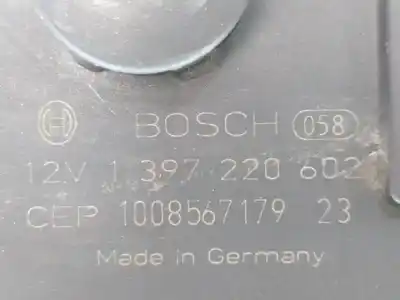 BOSCH 058
12V 1 397 220 602
CEP 1008567179 23
Made in Germany